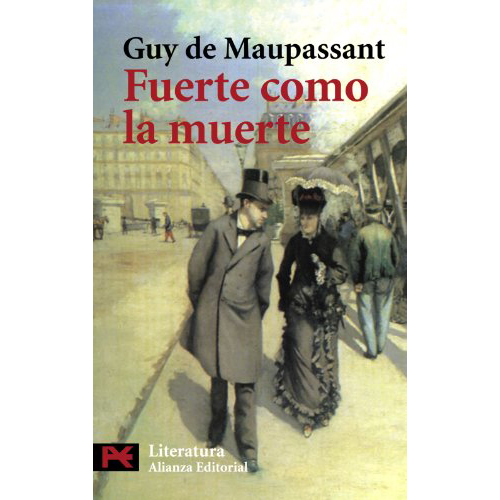 Guy de Maupassant
Fuerte como
la muerte
Literatura
Alianza Editorial